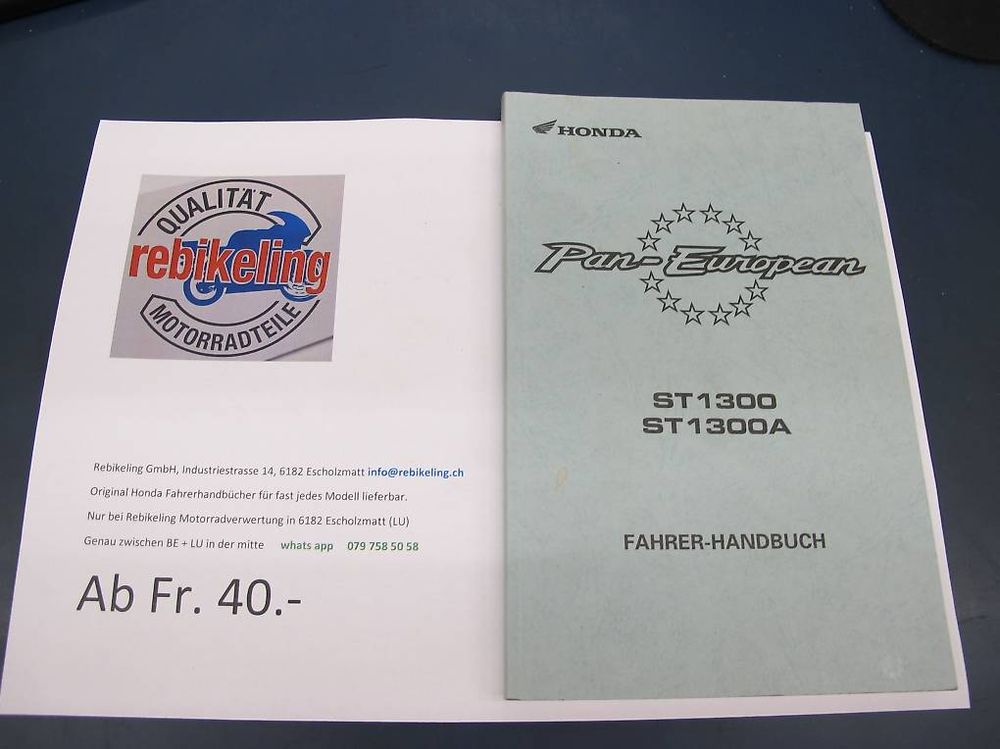 QUALITÄT
rebikeling
MOTORRADTEILE
Rebikeling GmbH, Industriestrasse 14, 6182 Escholzmatt info@rebikeling.ch
Original Honda Fahrerhandbücher für fast jedes Modell lieferbar.
Nur bei Rebikeling Motorradverwertung in 6182 Escholzmatt (LU)
Genau zwischen BE + LU in der mitte whats app 079 758 50 58
Ab Fr. 40.-
HONDA
Pan-European
ST1300
ST1300A
FAHRER-HANDBUCH